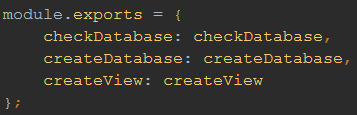 module.exports = {
    checkDatabase: checkDatabase,
    createDatabase: createDatabase,
    createView: createView
};